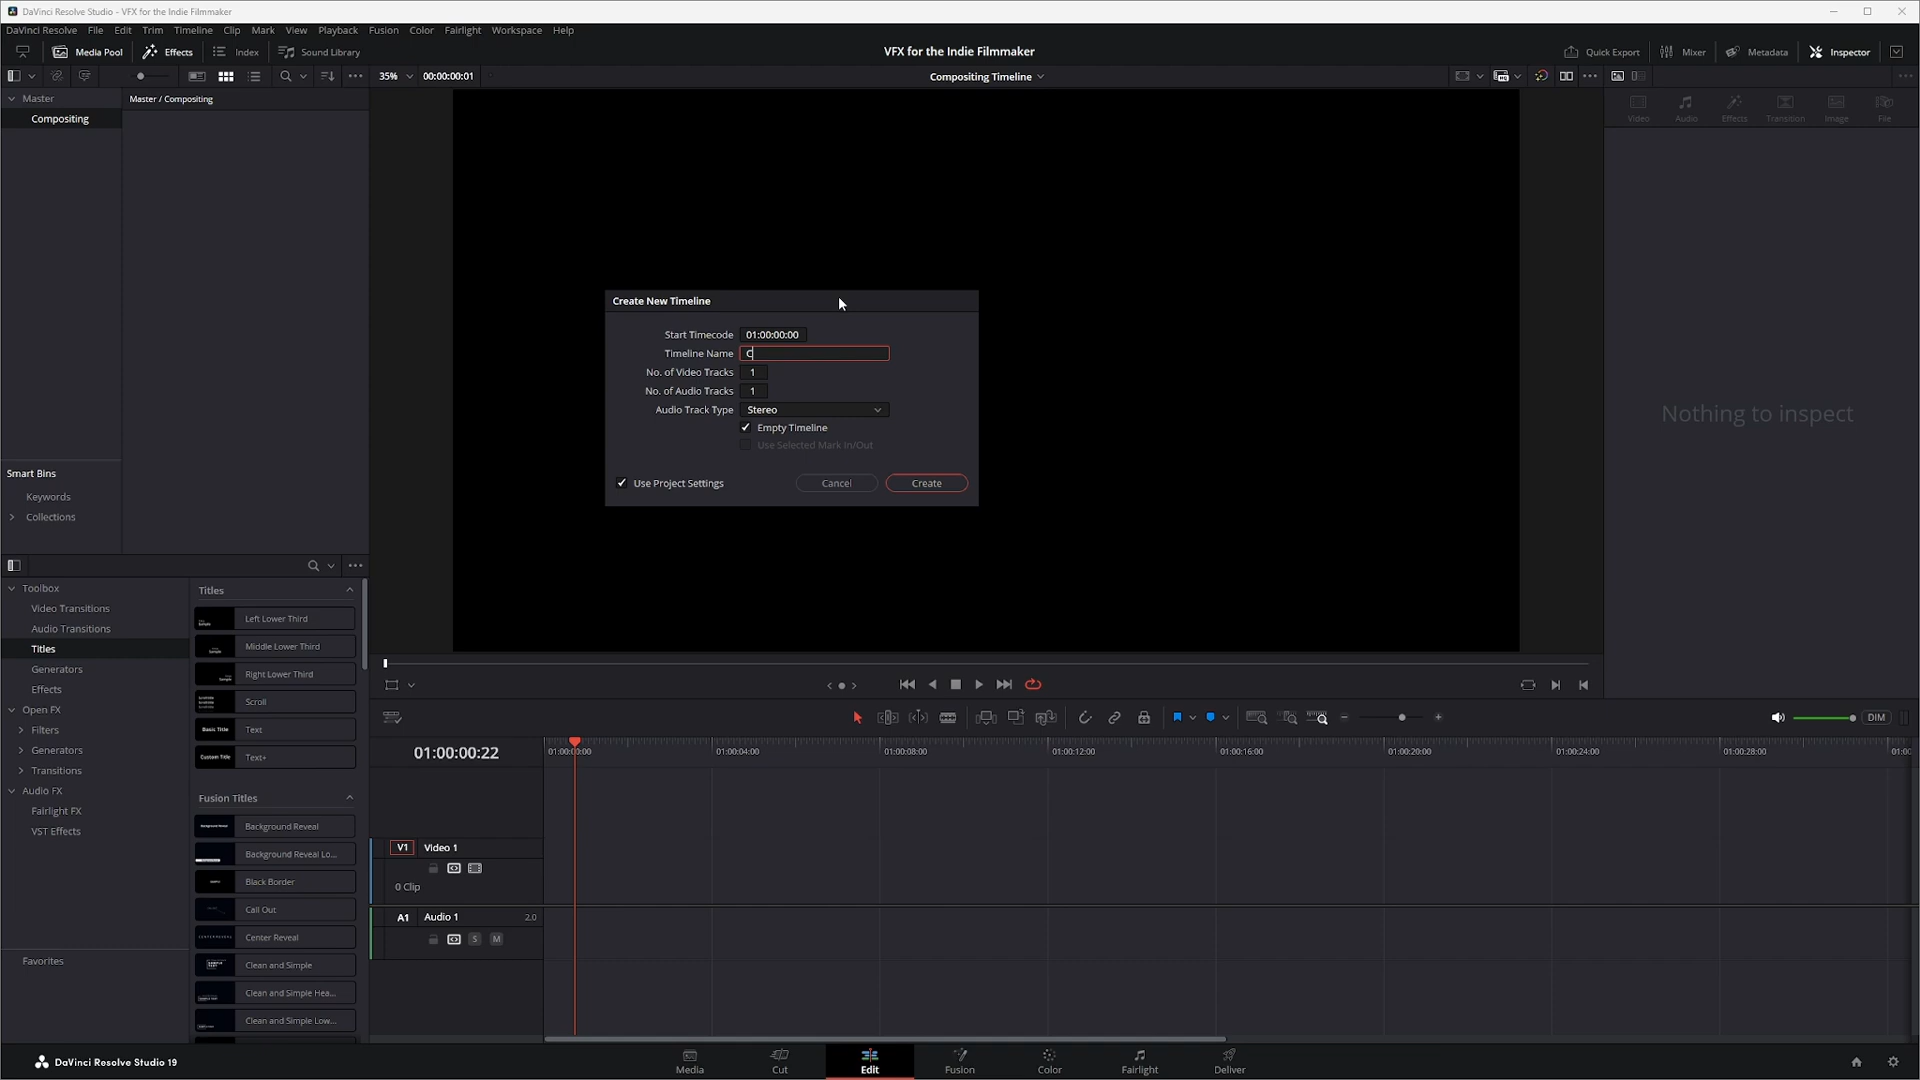 DaVinci Resolve Studio - VFX for the Indie Filmmaker
DaVinci Resolve File Edit Trim Timeline Clip Mark View Playback Fusion Color Fairlight Workspace Help
Media Pool Effects Index Sound Library VFX for the Indie Filmmaker Quick Export Mixer Metadata Inspector
35% 00:00:00:01 Compositing Timeline
Master Master / Compositing
Compositing
Video Audio Effects Transition Image File
Create New Timeline
Start Timecode 01:00:00:00
Timeline Name C
No. of Video Tracks 1
No. of Audio Tracks 1
Audio Track Type Stereo
Empty Timeline
Use Selected Mark In/Out
Use Project Settings Cancel Create
Nothing to inspect
Smart Bins
Keywords
Collections
Toolbox
Video Transitions
Audio Transitions
Titles
Generators
Effects
Open FX
Filters
Generators
Transitions
Audio FX
Fairlight FX
VST Effects
Favorites
Titles
Left Lower Third
Middle Lower Third
Right Lower Third
Scroll
Basic Title Text
Custom Title Text+
Fusion Titles
Background Reveal
Background Reveal Lo...
Black Border
Call Out
Center Reveal
Clean and Simple
Clean and Simple Hea...
Clean and Simple Low...
DIM
01:00:00:22 01:00:00:00 01:00:04:00 01:00:08:00 01:00:12:00 01:00:16:00 01:00:20:00 01:00:24:00 01:00:28:00 01:00
V1 Video 1
0 Clip
A1 Audio 1 2.0
S M
DaVinci Resolve Studio 19 Media Cut Edit Fusion Color Fairlight Deliver